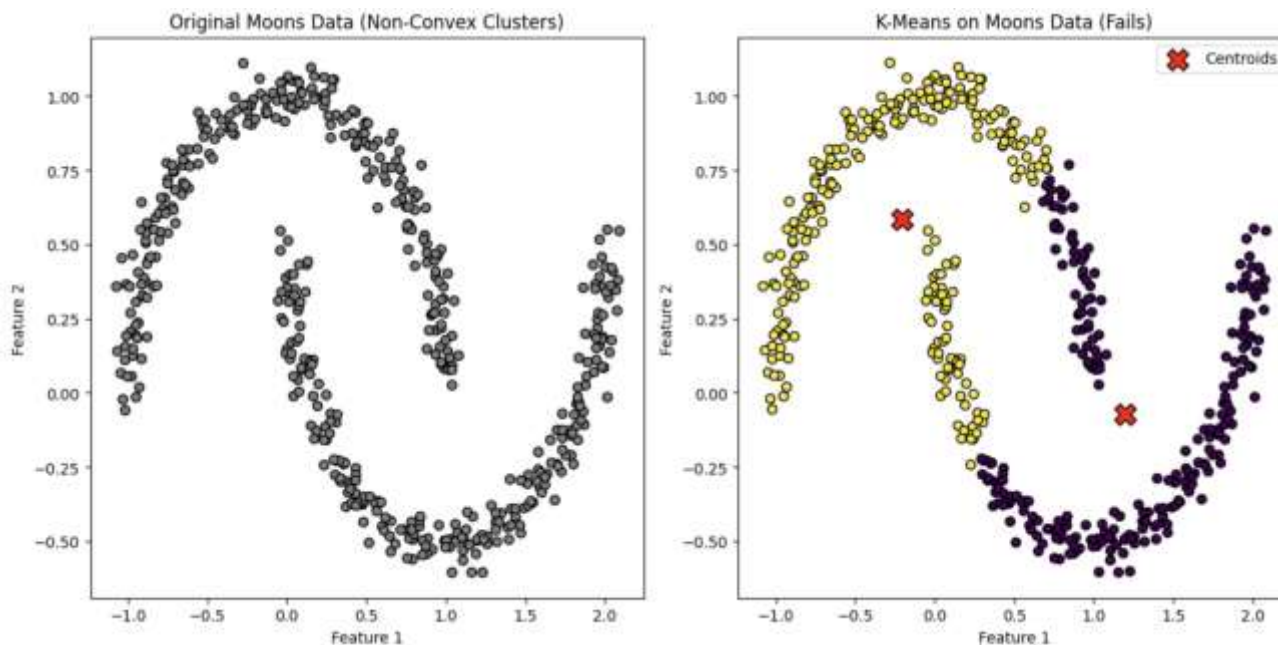 Original Moons Data (Non-Convex Clusters)
1.00
0.75
0.50
0.25
0.00
−0.25
−0.50
Feature 2
−1.0 −0.5 0.0 0.5 1.0 1.5 2.0
Feature 1
K-Means on Moons Data (Fails)
Centroids
1.00
0.75
0.50
0.25
0.00
−0.25
−0.50
Feature 2
−1.0 −0.5 0.0 0.5 1.0 1.5 2.0
Feature 1